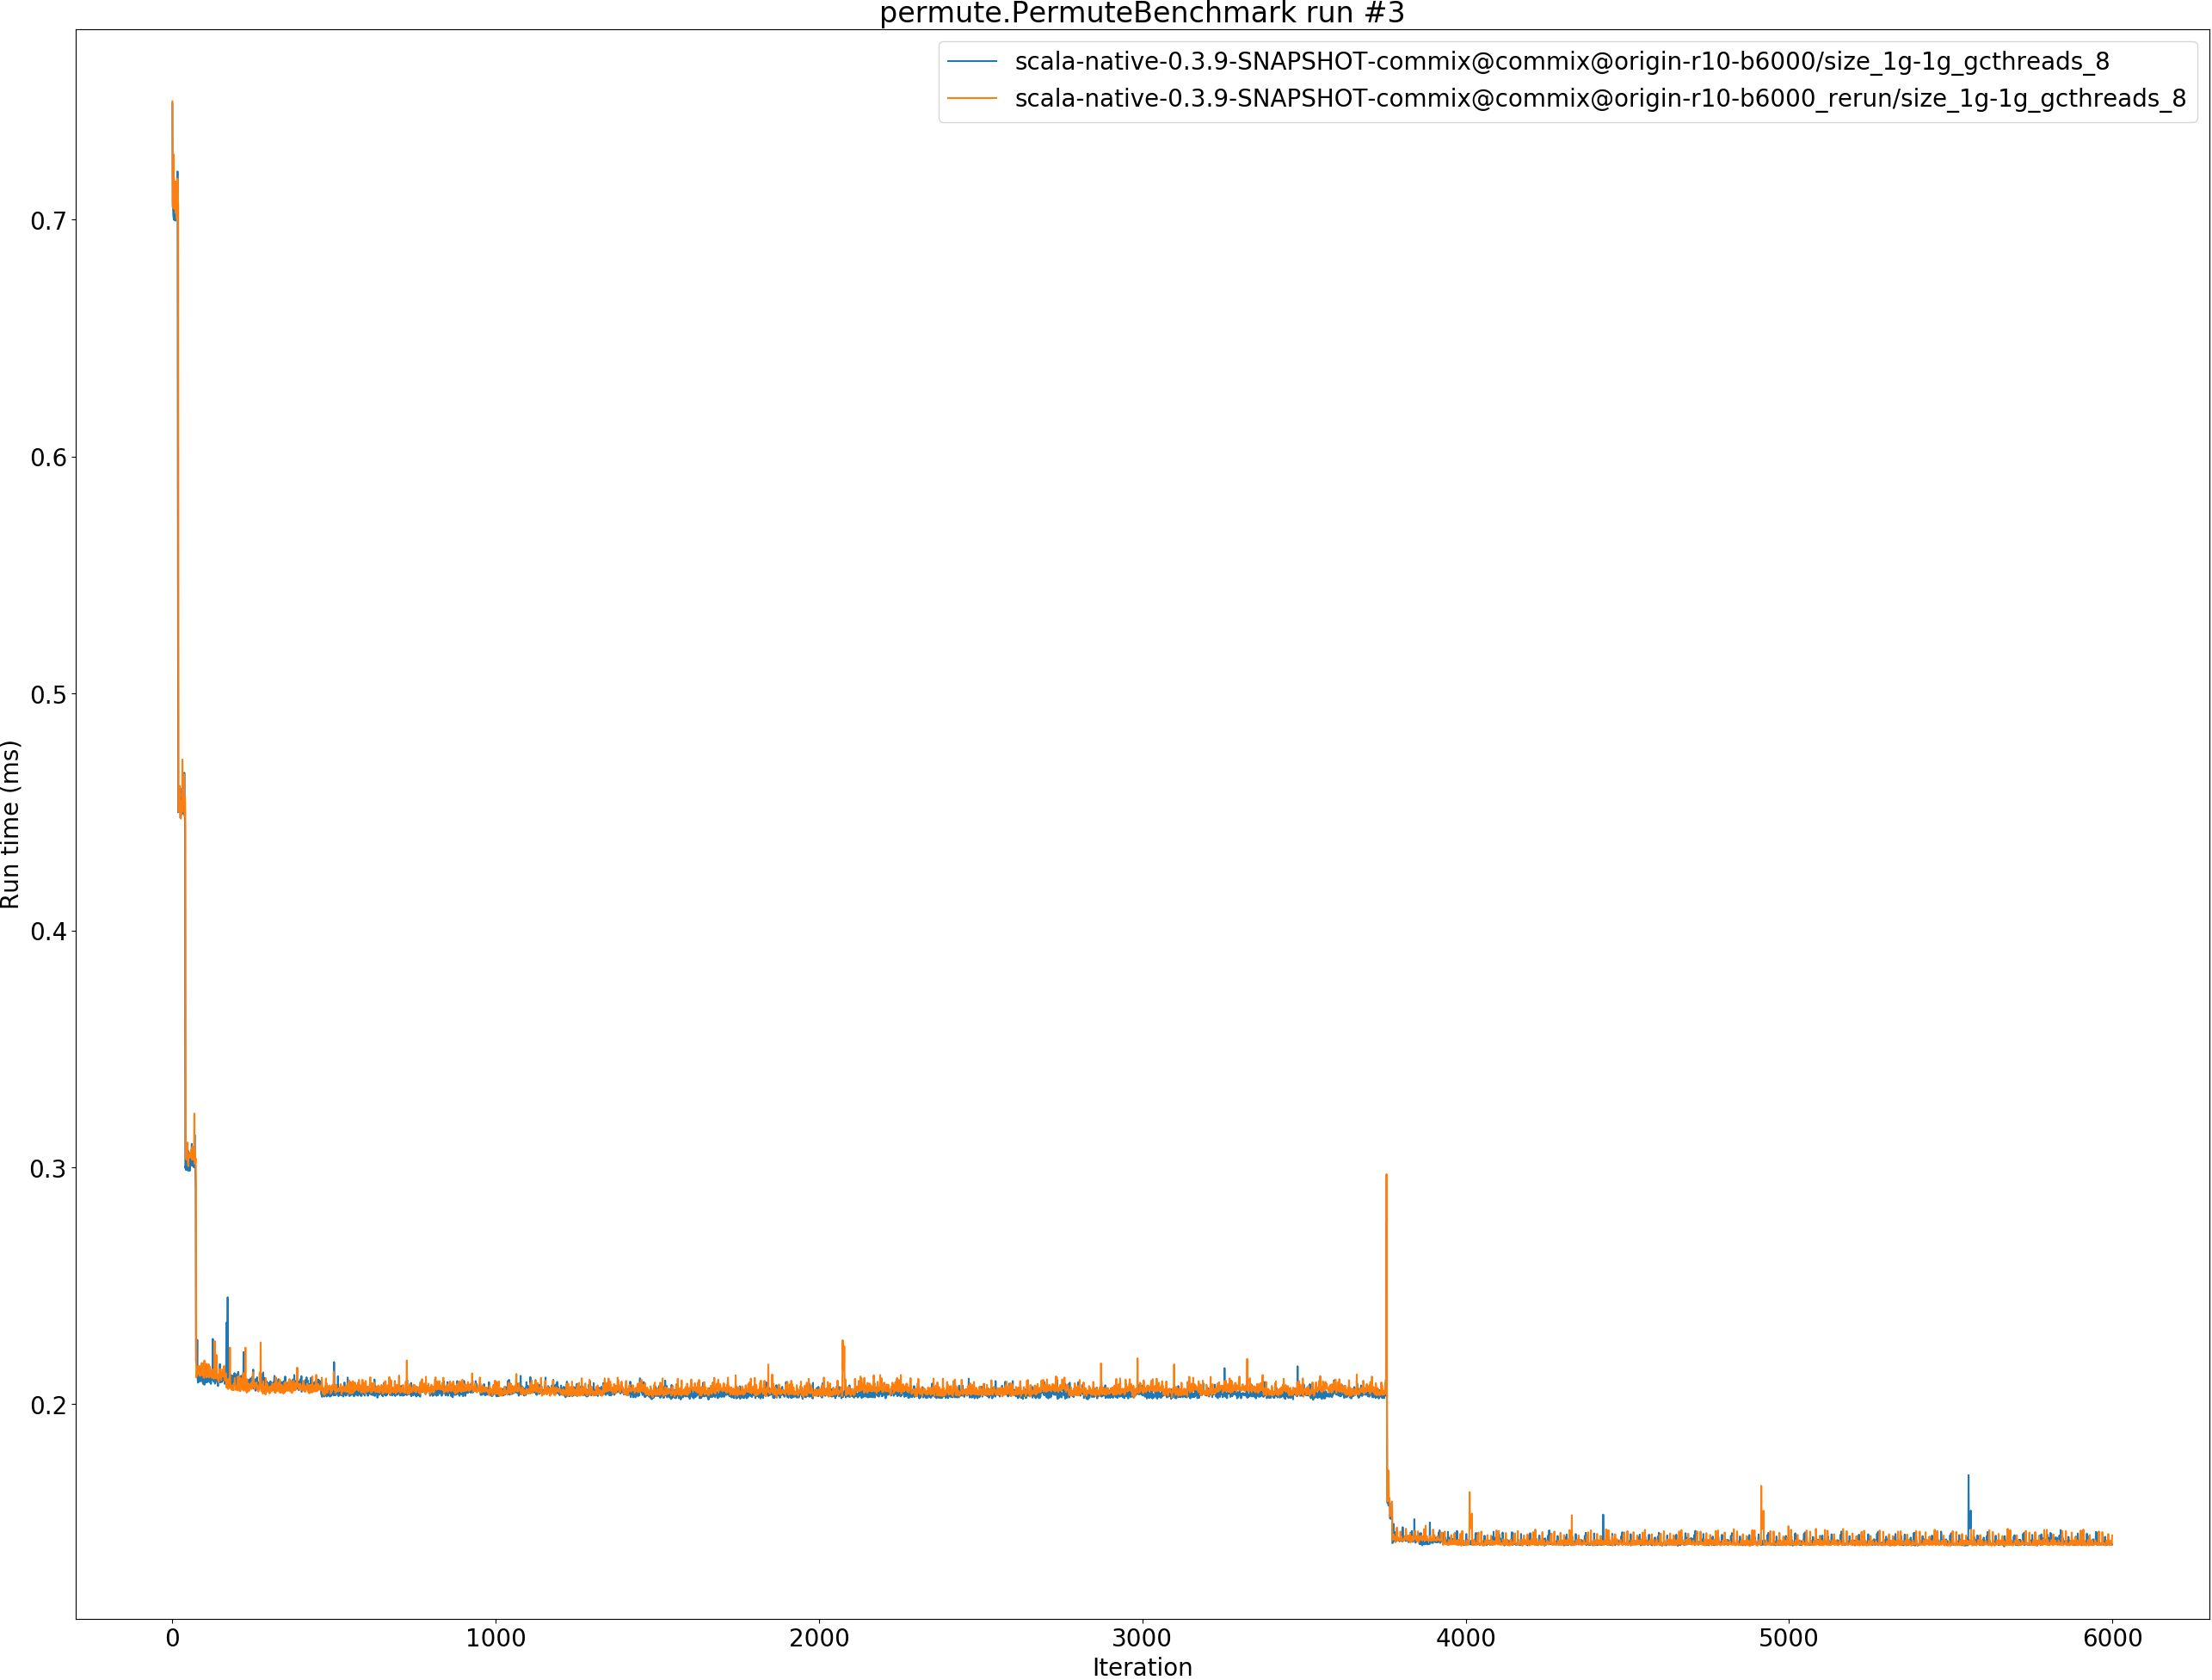 permute.PermuteBenchmark run #3
scala-native-0.3.9-SNAPSHOT-commix@commix@origin-r10-b6000/size_1g-1g_gcthreads_8
scala-native-0.3.9-SNAPSHOT-commix@commix@origin-r10-b6000_rerun/size_1g-1g_gcthreads_8
Run time (ms)
0.7
0.6
0.5
0.4
0.3
0.2
0 1000 2000 3000 4000 5000 6000
Iteration